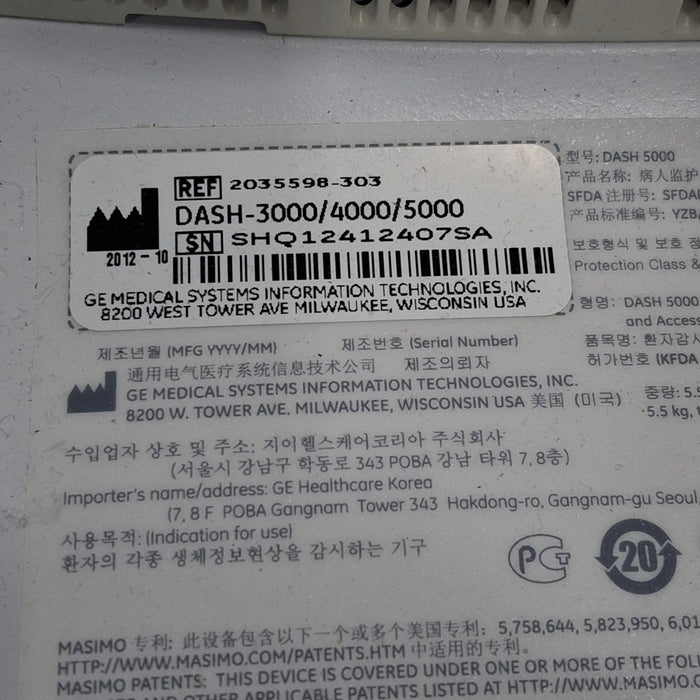 REF 2035598-303
DASH-3000/4000/5000
SN SHQ12412407SA
2012-10
GE MEDICAL SYSTEMS INFORMATION TECHNOLOGIES, INC.
8200 WEST TOWER AVE MILWAUKEE, WISCONSIN USA
型号: DASH 5000
产品名称: 病人监护
SFDA 注册号: SFDA
产品标准编号: YZB
보호형식 및 보호 정
Protection Class &
형명: DASH 5000
and Access
품목명: 환자감시
허가번호 (KFDA
중량: 5.5
5.5 kg,
제조년월 (MFG YYYY/MM) 제조번호 (Serial Number)
通用电气医疗系统信息技术公司 제조의뢰자
GE MEDICAL SYSTEMS INFORMATION TECHNOLOGIES, INC.
8200 W. TOWER AVE. MILWAUKEE, WISCONSIN USA 美国 (미국)
수입업자 상호 및 주소: 지이헬스케어코리아 주식회사
(서울시 강남구 학동로 343 POBA 강남 타워 7, 8층)
Importer's name/address: GE Healthcare Korea
(7, 8 F POBA Gangnam Tower 343 Hakdong-ro, Gangnam-gu Seoul
사용목적: (Indication for use)
환자의 각종 생체정보현상을 감시하는 기구
20
MASIMO 专利: 此设备包含以下一个或多个美国专利: 5,758,644, 5,823,950, 6,01
HTTP://WWW.MASIMO.COM/PATENTS.HTM 中适用的专利.
MASIMO PATENTS: THIS DEVICE IS COVERED UNDER ONE OR MORE OF THE FOLL
AND OTHER APPLICABLE PATENTS LISTED AT HTTP://WWW.MASIMO.